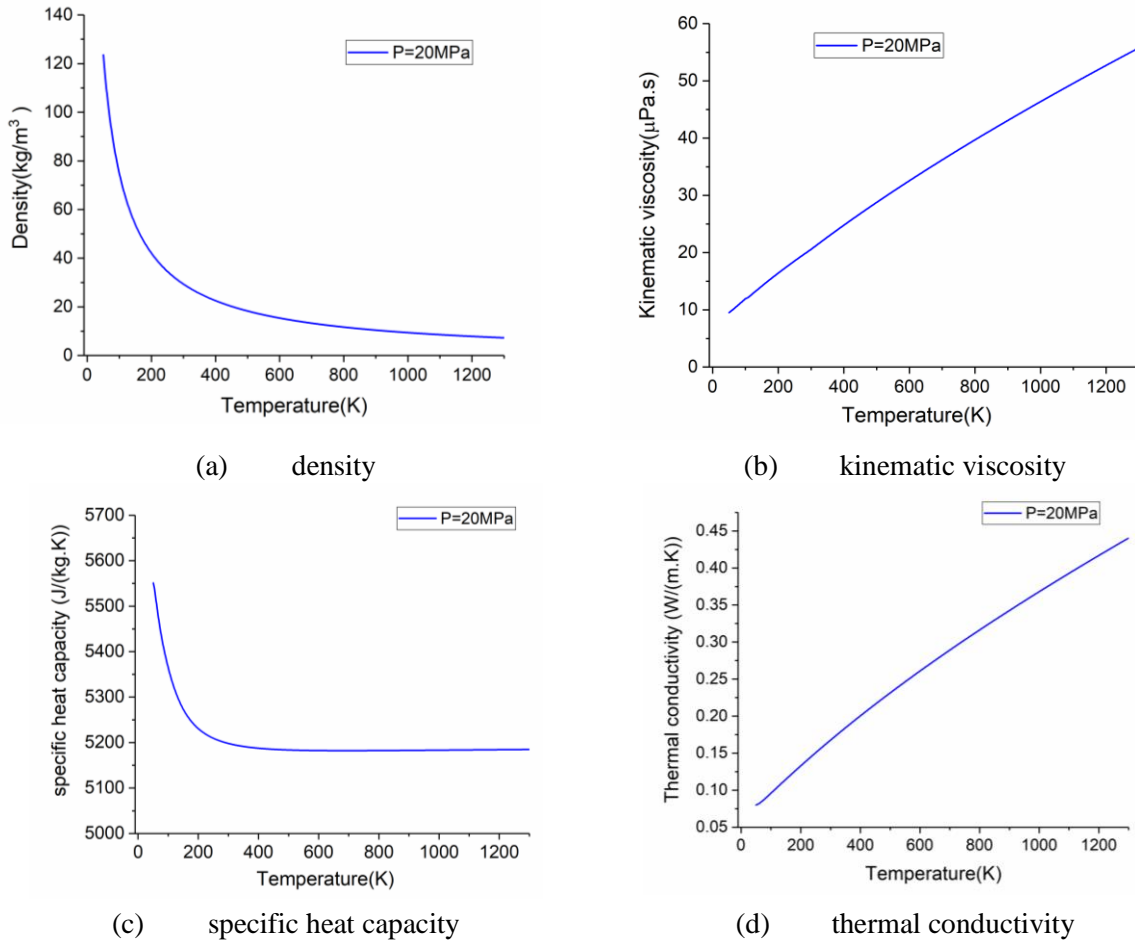 140
120
100
80
60
40
20
0
Density(kg/m³ )
P=20MPa
0 200 400 600 800 1000 1200
Temperature(K)
(a) density
60
50
40
30
20
10
0
Kinematic viscosity(μPa.s)
P=20MPa
0 200 400 600 800 1000 1200
Temperature(K)
(b) kinematic viscosity
5700
5600
5500
5400
5300
5200
5100
5000
specific heat capacity (J/(kg.K))
P=20MPa
0 200 400 600 800 1000 1200
Temperature(K)
(c) specific heat capacity
0.45
0.40
0.35
0.30
0.25
0.20
0.15
0.10
0.05
Thermal conductivity (W/(m.K))
P=20MPa
0 200 400 600 800 1000 1200
Temperature(K)
(d) thermal conductivity